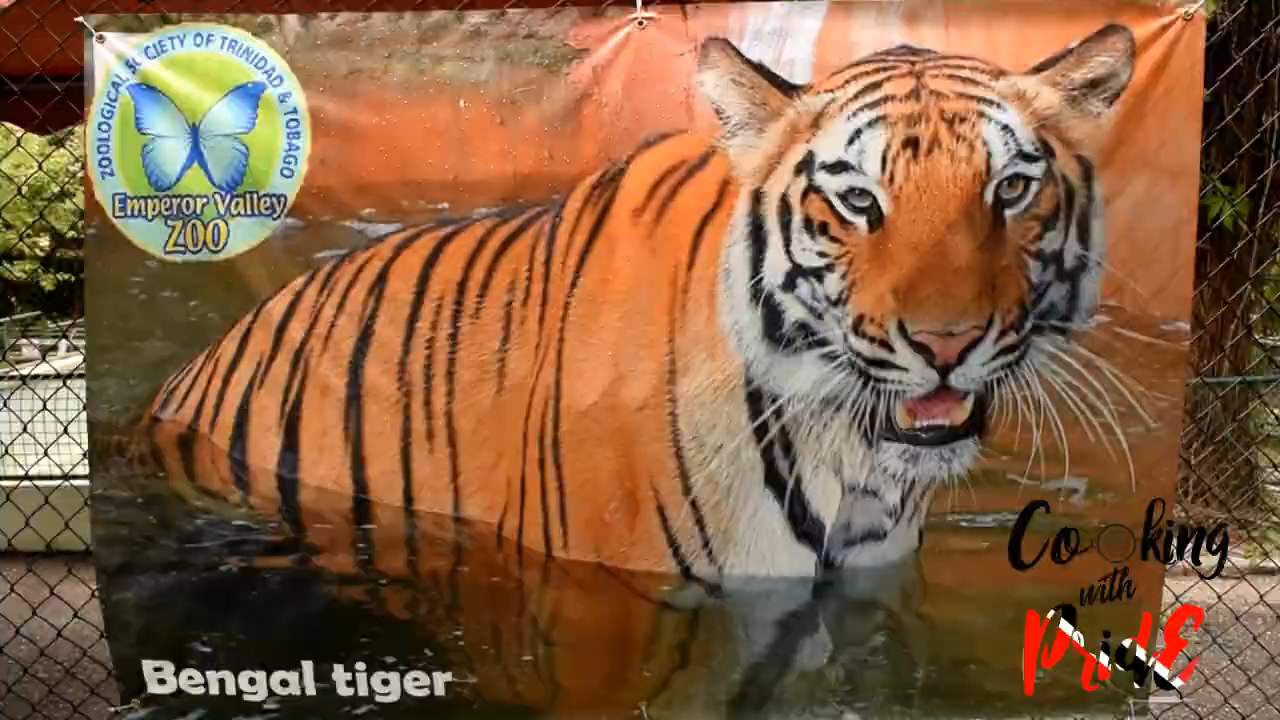 ZOOLOGICAL SOCIETY OF TRINIDAD & TOBAGO
Emperor Valley
ZOO
Bengal tiger
Cooking
with
PridE